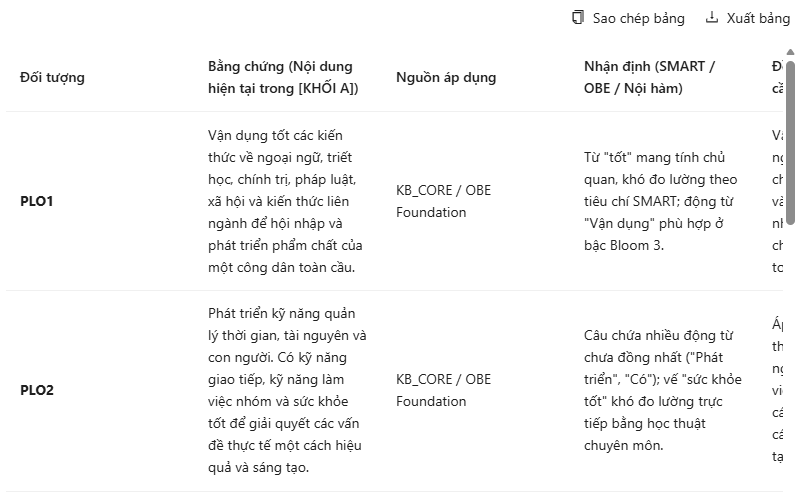 Sao chép bảng
Xuất bảng
Đối tượng
Bằng chứng (Nội dung
hiện tại trong [KHỐI A])
Nguồn áp dụng
Nhận định (SMART /
OBE / Nội hàm)
PLO1
Vận dụng tốt các kiến
thức về ngoại ngữ, triết
học, chính trị, pháp luật,
xã hội và kiến thức liên
ngành để hội nhập và
phát triển phẩm chất của
một công dân toàn cầu.
KB_CORE / OBE
Foundation
Từ "tốt" mang tính chủ
quan, khó đo lường theo
tiêu chí SMART; động từ
"Vận dụng" phù hợp ở
bậc Bloom 3.
PLO2
Phát triển kỹ năng quản
lý thời gian, tài nguyên và
con người. Có kỹ năng
giao tiếp, kỹ năng làm
việc nhóm và sức khỏe
tốt để giải quyết các vấn
đề thực tế một cách hiệu
quả và sáng tạo.
KB_CORE / OBE
Foundation
Câu chứa nhiều động từ
chưa đồng nhất ("Phát
triển", "Có"); vế "sức khỏe
tốt" khó đo lường trực
tiếp bằng học thuật
chuyên môn.